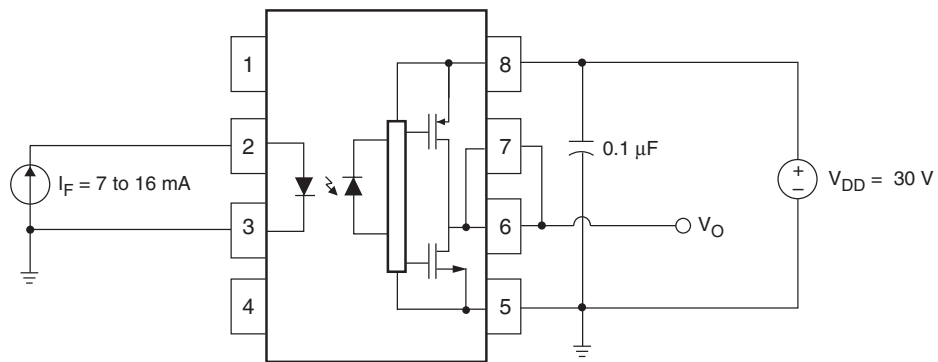 1
2
3
4
8
7
6
5
I_F = 7 to 16 mA
0.1 μF
+
–
V_DD = 30 V
V_O